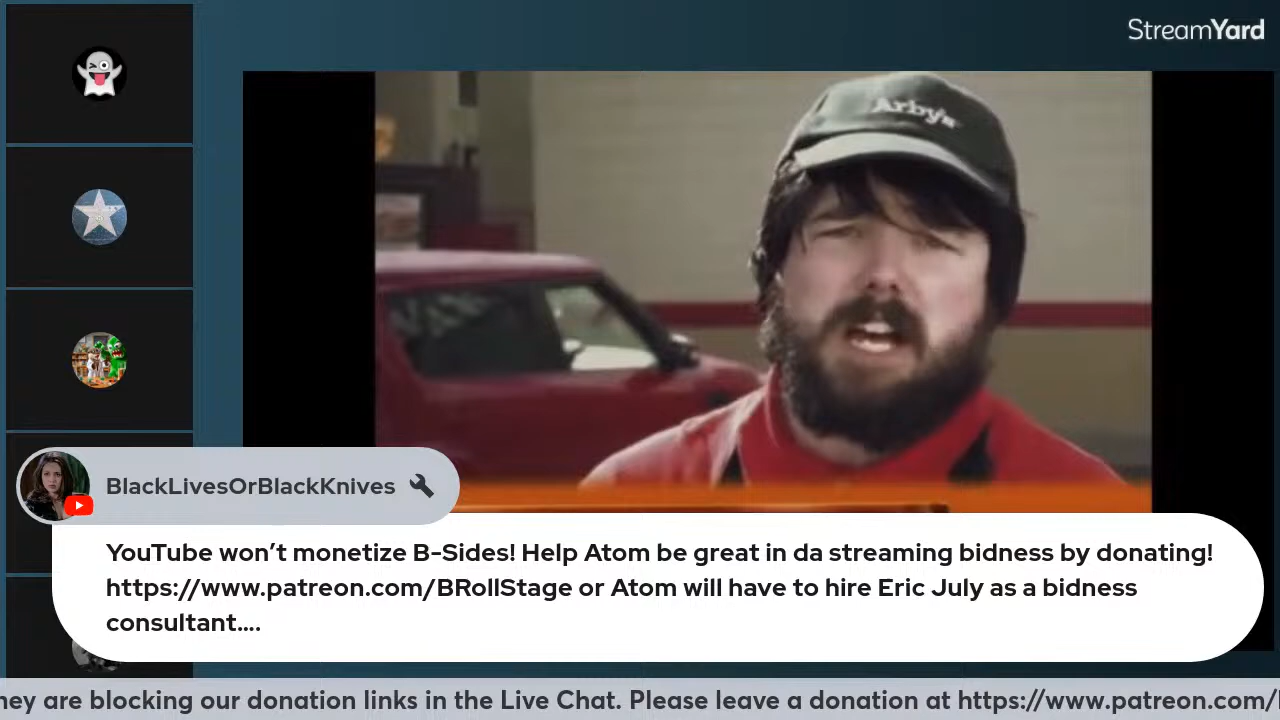 StreamYard
Arby's
BlackLivesOrBlackKnives
YouTube won’t monetize B-Sides! Help Atom be great in da streaming bidness by donating!
https://www.patreon.com/BRollStage or Atom will have to hire Eric July as a bidness
consultant....
hey are blocking our donation links in the Live Chat. Please leave a donation at https://www.patreon.com/